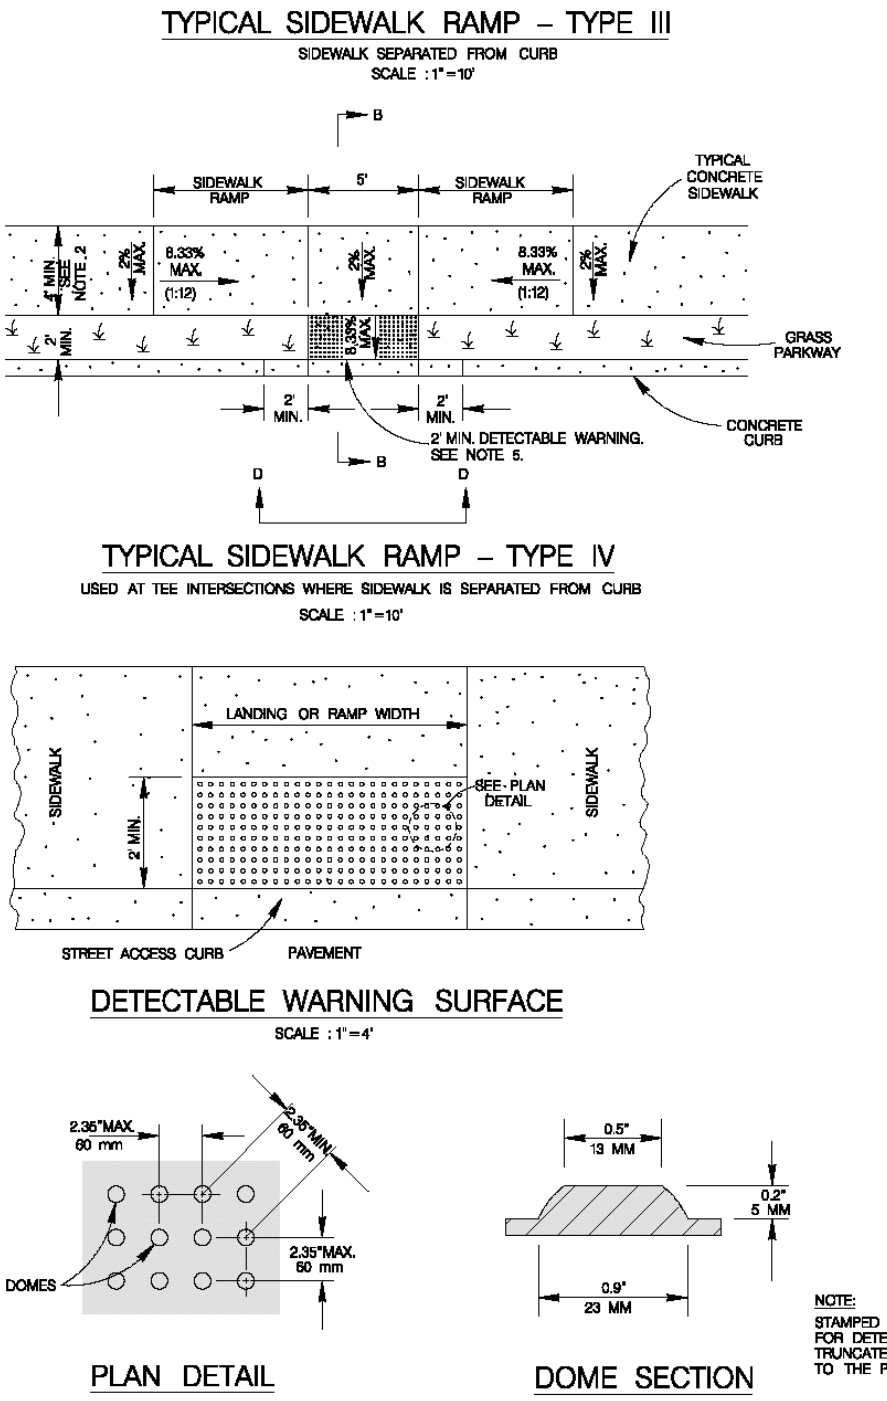 TYPICAL SIDEWALK RAMP – TYPE III
SIDEWALK SEPARATED FROM CURB
SCALE : 1"=10'
B
SIDEWALK
RAMP
5'
SIDEWALK
RAMP
TYPICAL
CONCRETE
SIDEWALK
4' MIN.
SEE
NOTE 2
2%
MAX.
8.33%
MAX.
(1:12)
2%
MAX.
8.33%
MAX.
(1:12)
2%
MAX.
2'
MIN.
8.33%
MAX.
GRASS
PARKWAY
2'
MIN.
2'
MIN.
CONCRETE
CURB
2' MIN. DETECTABLE WARNING.
SEE NOTE 5.
B
D
D
TYPICAL SIDEWALK RAMP – TYPE IV
USED AT TEE INTERSECTIONS WHERE SIDEWALK IS SEPARATED FROM CURB
SCALE : 1"=10'
LANDING OR RAMP WIDTH
SIDEWALK
2' MIN.
SEE PLAN
DETAIL
SIDEWALK
STREET ACCESS CURB
PAVEMENT
DETECTABLE WARNING SURFACE
SCALE : 1"=4'
2.35"MAX.
60 mm
2.35"MIN.
60 mm
2.35"MAX.
60 mm
DOMES
PLAN DETAIL
0.5"
13 MM
0.2"
5 MM
0.9"
23 MM
DOME SECTION
NOTE:
STAMPED
FOR DETE
TRUNCATE
TO THE P